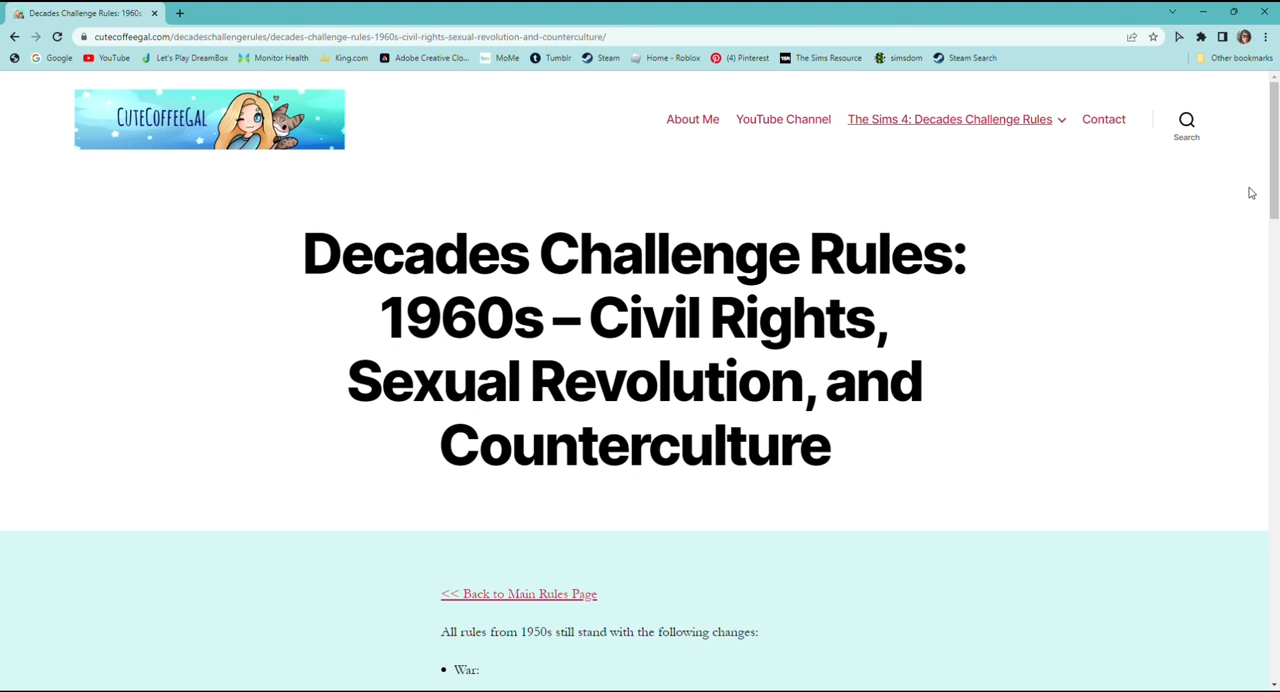 Decades Challenge Rules: 1960s
cutecoffeegal.com/decadeschallengerules/decades-challenge-rules-1960s-civil-rights-sexual-revolution-and-counterculture/
Google YouTube Let's Play DreamBox Monitor Health King.com Adobe Creative Clo... MoMe Tumblr Steam Home - Roblox (4) Pinterest The Sims Resource simsdom Steam Search Other bookmarks
CUTECOFFEEGAL
About Me YouTube Channel The Sims 4: Decades Challenge Rules Contact
Search
Decades Challenge Rules:
1960s – Civil Rights,
Sexual Revolution, and
Counterculture
<< Back to Main Rules Page
All rules from 1950s still stand with the following changes:
• War: